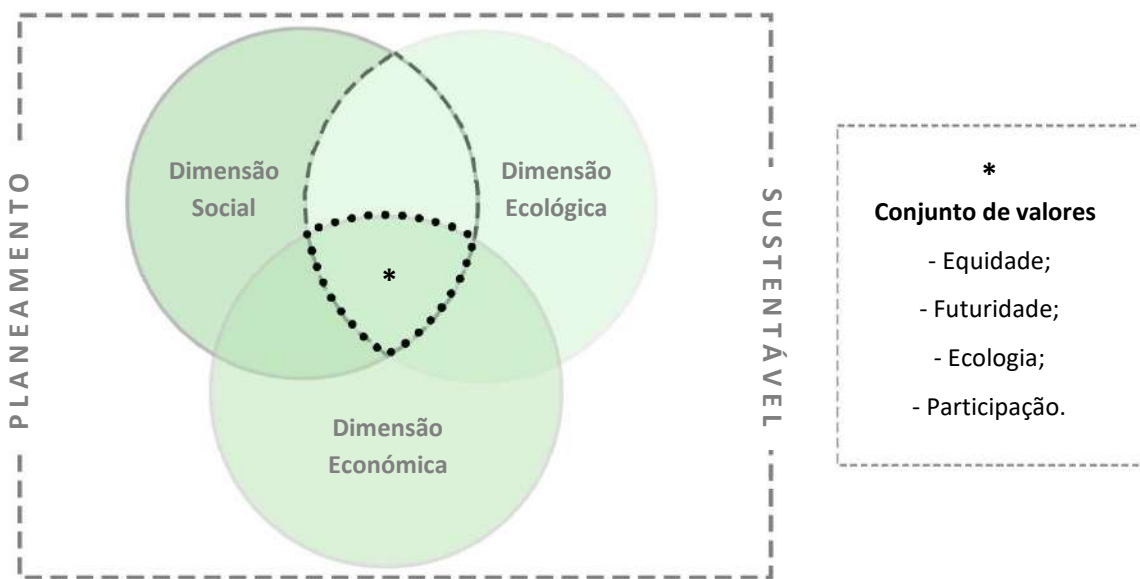 PLANEAMENTO
Dimensão
Social
Dimensão
Ecológica
*
Dimensão
Económica
SUSTENTÁVEL
*
Conjunto de valores
- Equidade;
- Futuridade;
- Ecologia;
- Participação.